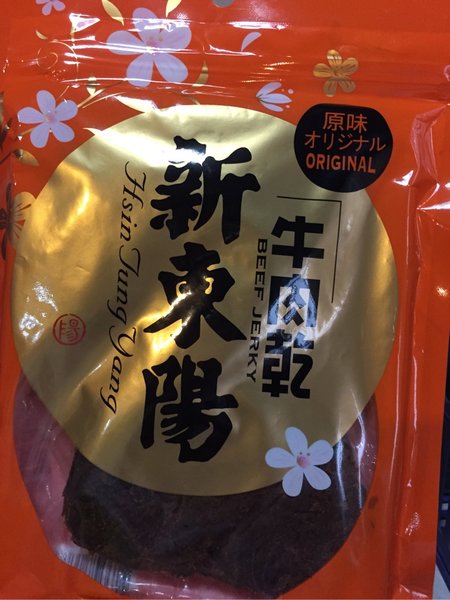 原味
オリジナル
ORIGINAL
牛肉乾
BEEF JERKY
新東陽
Hsin Tung Yang
陽